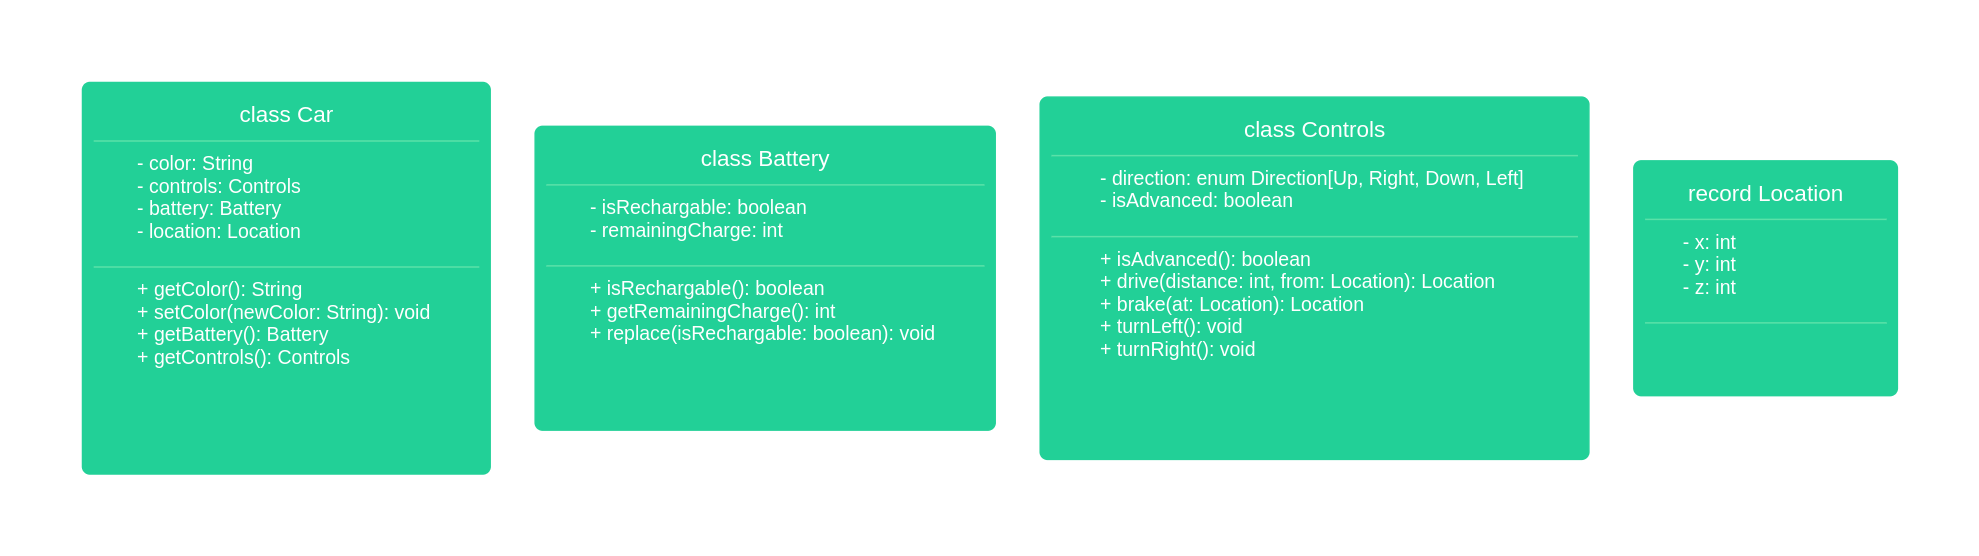 class Car
- color: String
- controls: Controls
- battery: Battery
- location: Location
+ getColor(): String
+ setColor(newColor: String): void
+ getBattery(): Battery
+ getControls(): Controls
class Battery
- isRechargable: boolean
- remainingCharge: int
+ isRechargable(): boolean
+ getRemainingCharge(): int
+ replace(isRechargable: boolean): void
class Controls
- direction: enum Direction[Up, Right, Down, Left]
- isAdvanced: boolean
+ isAdvanced(): boolean
+ drive(distance: int, from: Location): Location
+ brake(at: Location): Location
+ turnLeft(): void
+ turnRight(): void
record Location
- x: int
- y: int
- z: int